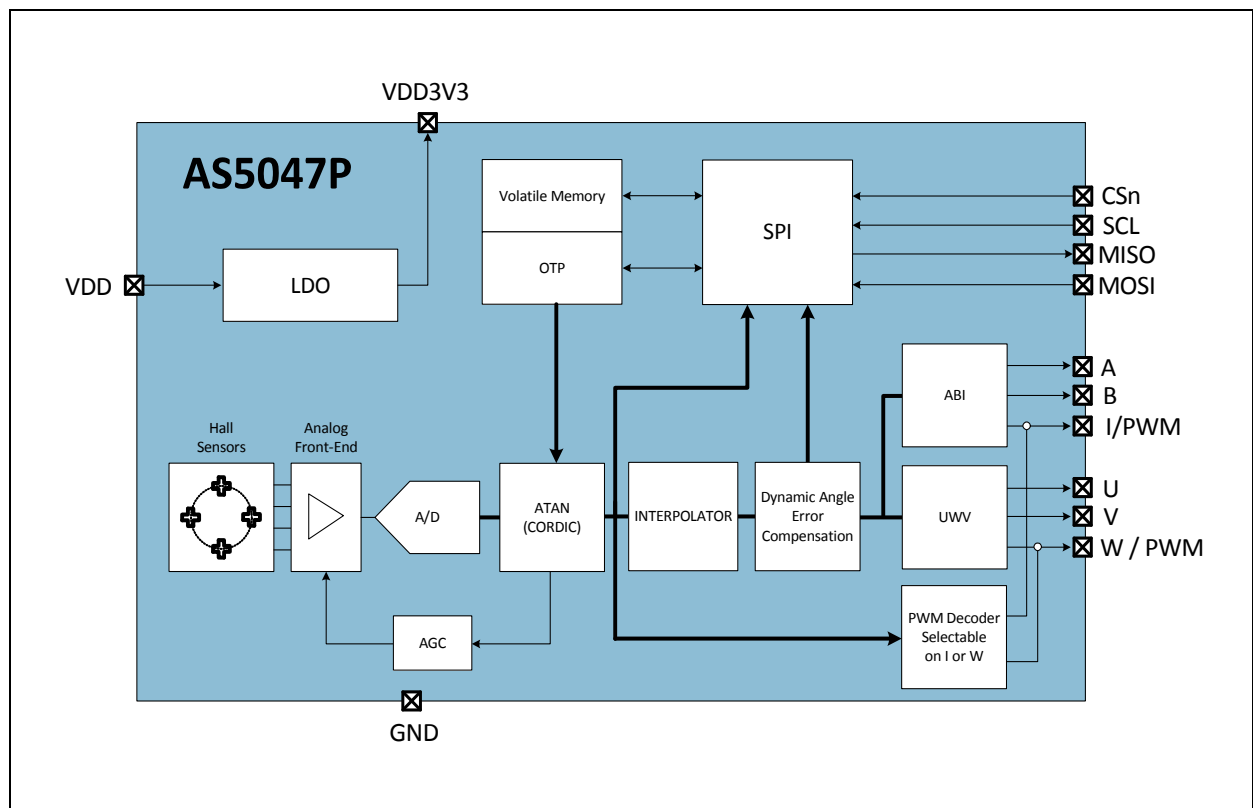 VDD3V3
AS5047P
Volatile Memory
OTP
SPI
CSn
SCL
MISO
MOSI
VDD
LDO
ABI
A
B
I/PWM
Hall
Sensors
Analog
Front-End
A/D
ATAN
(CORDIC)
INTERPOLATOR
Dynamic Angle
Error
Compensation
UWV
U
V
W / PWM
AGC
PWM Decoder
Selectable
on I or W
GND